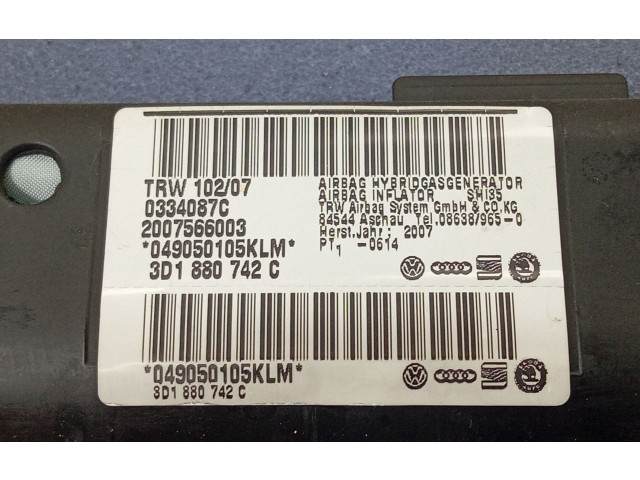 TRW 102/07
0334087C
2007566003
*049050105KLM*
3D1 880 742 C
AIRBAG HYBRIDGASGENERATOR
AIRBAG INFLATOR SHI35
TRW Airbag System GmbH & CO.KG
84544 Aschau Tel.08638/965-0
Herst.Jahr: 2007
PT1 -0614
*049050105KLM*
3D1 880 742 C